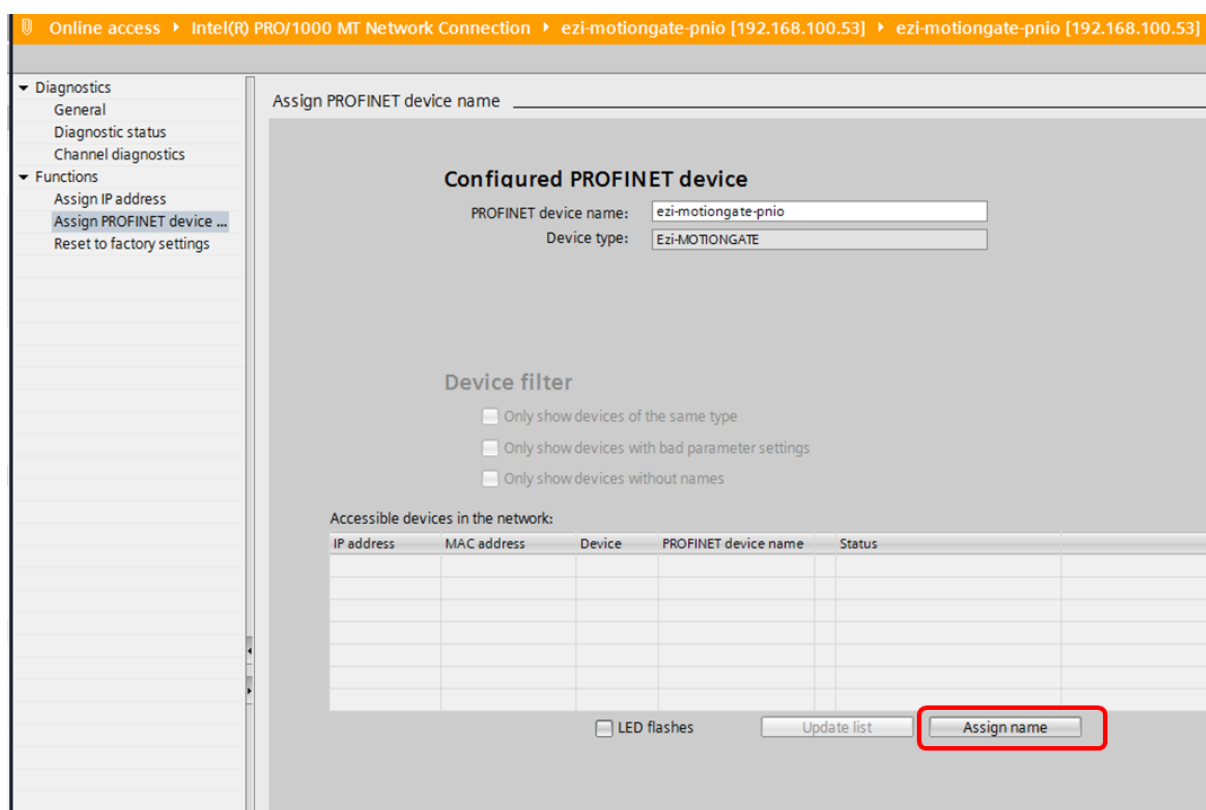 Online access ▸ Intel(R) PRO/1000 MT Network Connection ▸ ezi-motiongate-pnio [192.168.100.53] ▸ ezi-motiongate-pnio [192.168.100.53]
Diagnostics
General
Diagnostic status
Channel diagnostics
Functions
Assign IP address
Assign PROFINET device ...
Reset to factory settings
Assign PROFINET device name
Configured PROFINET device
PROFINET device name: ezi-motiongate-pnio
Device type: Ezi-MOTIONGATE
Device filter
Only show devices of the same type
Only show devices with bad parameter settings
Only show devices without names
Accessible devices in the network:
IP address MAC address Device PROFINET device name Status
LED flashes Update list Assign name